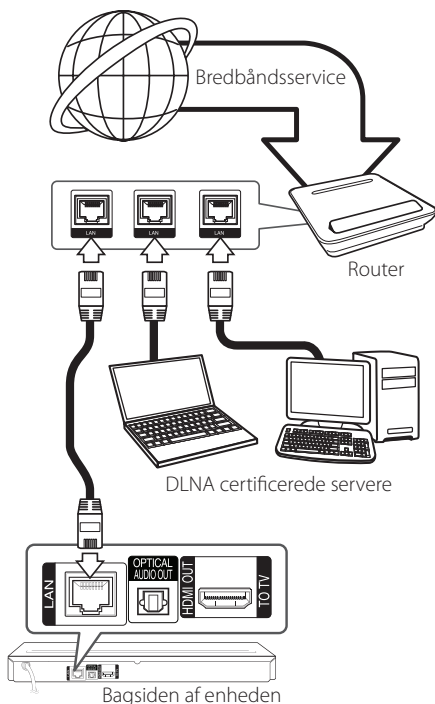 Bredbåndsservice
LAN
LAN
LAN
Router
DLNA certificerede servere
LAN
OPTICAL
AUDIO OUT
HDMI OUT
TO TV
Bagsiden af enheden